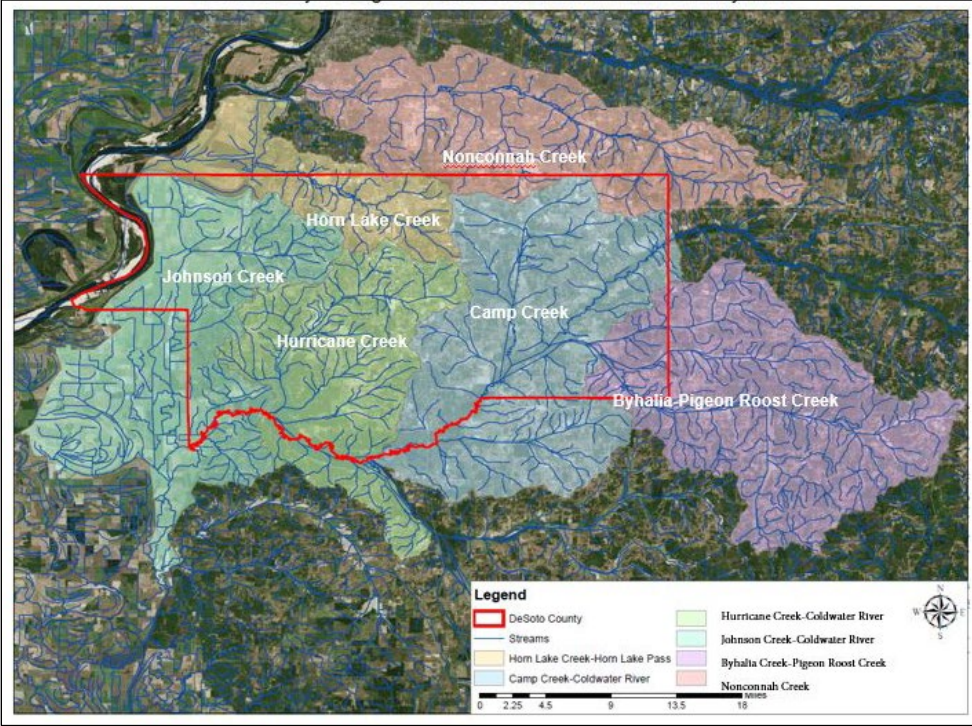 Nonconnah Creek
Horn Lake Creek
Johnson Creek
Camp Creek
Hurricane Creek
Byhalia-Pigeon Roost Creek
Legend
DeSoto County
Streams
Horn Lake Creek-Horn Lake Pass
Camp Creek-Coldwater River
Hurricane Creek-Coldwater River
Johnson Creek-Coldwater River
Byhalia Creek-Pigeon Roost Creek
Nonconnah Creek
N
W E
S
Miles
0 2.25 4.5 9 13.5 18